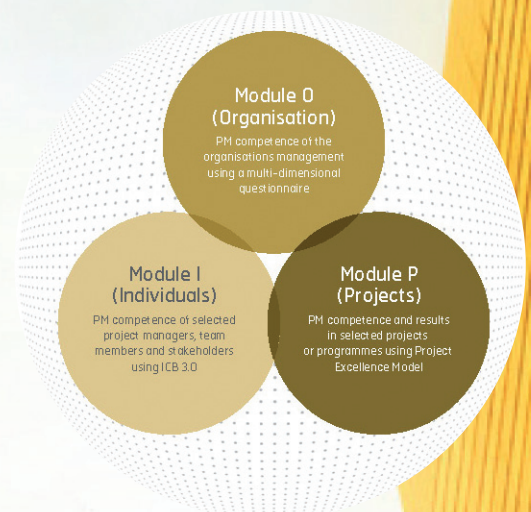 Module O
(Organisation)
PM competence of the
organisations management
using a multi-dimensional
questionnaire
Module I
(Individuals)
PM competence of selected
project managers, team
members and stakeholders
using ICB 3.0
Module P
(Projects)
PM competence and results
in selected projects
or programmes using Project
Excellence Model